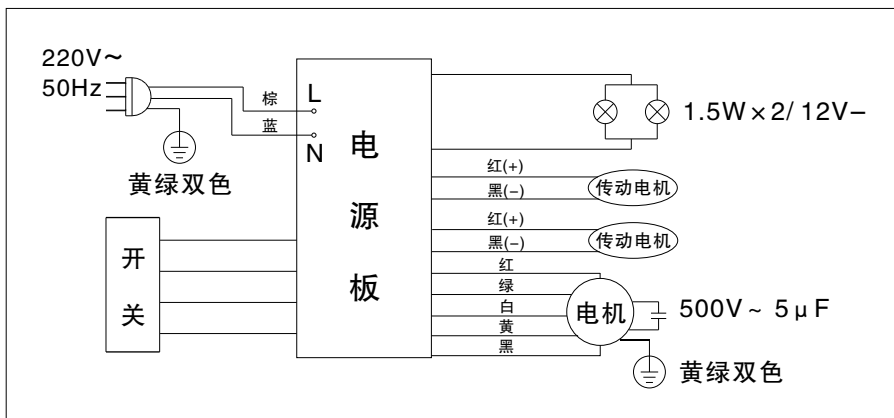 220V～
50Hz
棕
L
蓝
N
黄绿双色
开
关
电
源
板
1.5W×2/ 12V−
红(+)
黑(−)
传动电机
红(+)
黑(−)
传动电机
红
绿
白
黄
黑
电机
500V ~ 5μF
黄绿双色